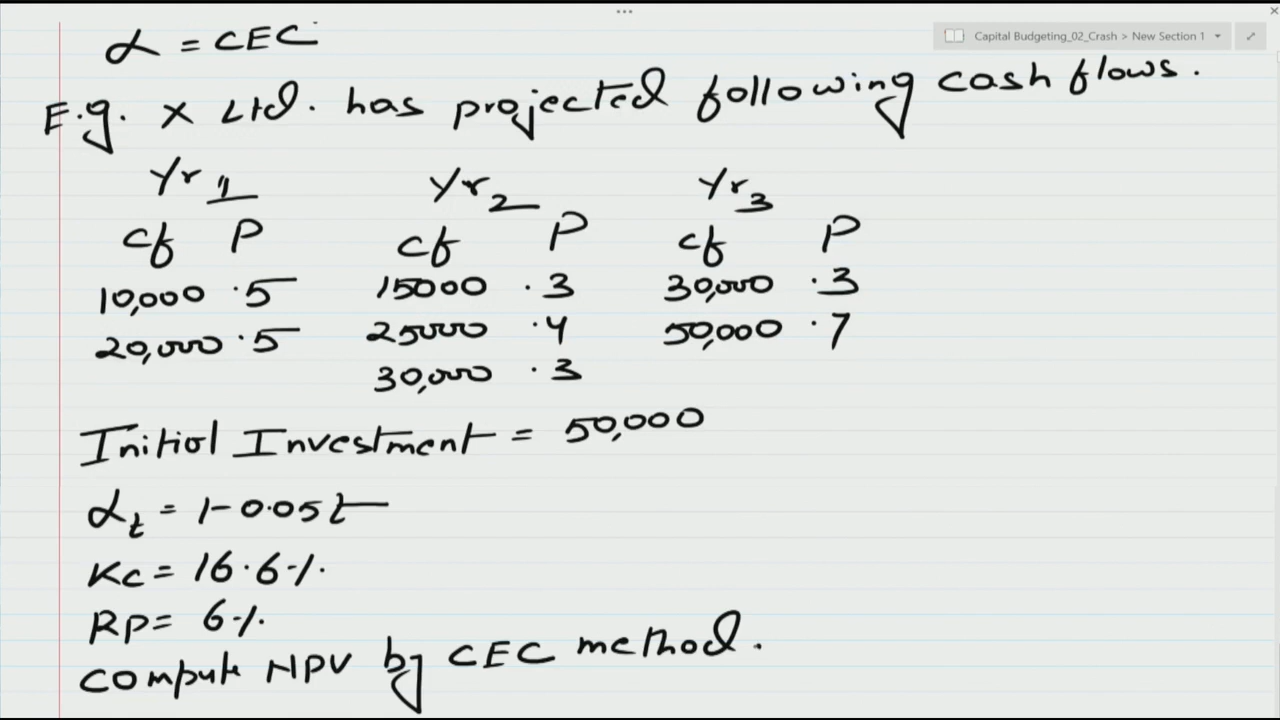 Capital Budgeting_02_Crash > New Section 1
α = CEC
E.g. X Ltd. has projected following cash flows.
Yr 1 Yr 2 Yr 3
Cf P Cf P Cf P
10,000 .5 15000 .3 30,000 .3
20,000 .5 25000 .4 50,000 .7
30,000 .3
Initial Investment = 50,000
αt = 1-0.05t
Kc = 16.6%.
Rp = 6%.
Compute NPV by CEC method.